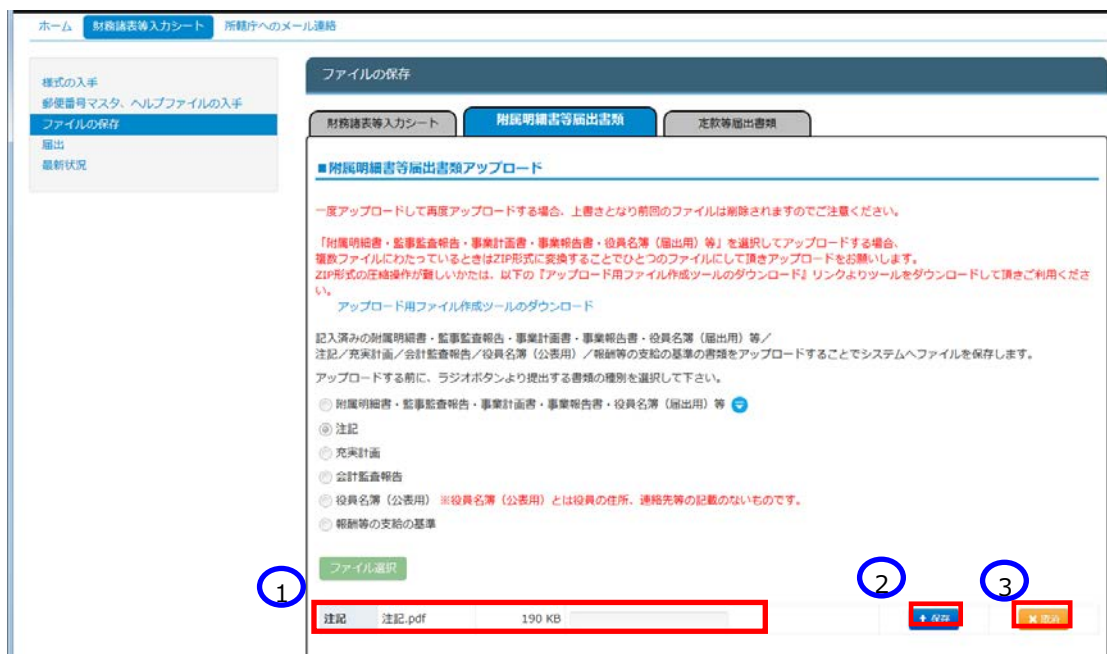 ホーム 財務諸表等入力シート 所轄庁へのメール連絡
様式の入手
郵便番号マスタ、ヘルプファイルの入手
ファイルの保存
届出
最新状況
ファイルの保存
財務諸表等入力シート 附属明細書等届出書類 定款等届出書類
■附属明細書等届出書類アップロード
一度アップロードして再度アップロードする場合、上書きとなり前回のファイルは削除されますのでご注意ください。
「附属明細書・監事監査報告・事業計画書・事業報告書・役員名簿（届出用）等」を選択してアップロードする場合、
複数ファイルにわたっているときはZIP形式に変換することでひとつのファイルにして頂きアップロードをお願いします。
ZIP形式の圧縮操作が難しいかたは、以下の『アップロード用ファイル作成ツールのダウンロード』リンクよりツールをダウンロードして頂きご利用くださ
い。
アップロード用ファイル作成ツールのダウンロード
記入済みの附属明細書・監事監査報告・事業計画書・事業報告書・役員名簿（届出用）等／
注記／充実計画／会計監査報告／役員名簿（公表用）／報酬等の支給の基準の書類をアップロードすることでシステムへファイルを保存します。
アップロードする前に、ラジオボタンより提出する書類の種別を選択して下さい。
附属明細書・監事監査報告・事業計画書・事業報告書・役員名簿（届出用）等
注記
充実計画
会計監査報告
役員名簿（公表用） ※役員名簿（公表用）とは役員の住所、連絡先等の記載のないものです。
報酬等の支給の基準
ファイル選択
1 2 3
注記 注記.pdf 190 KB 保存 取消